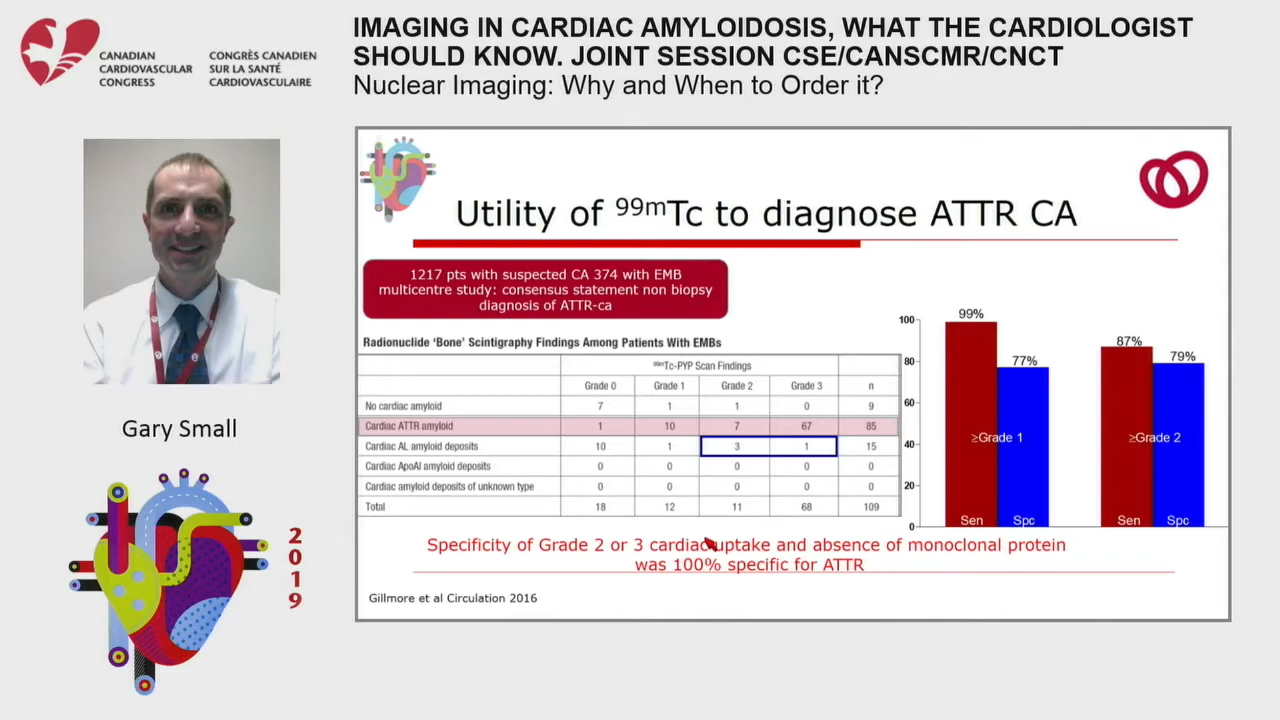 CANADIAN
CARDIOVASCULAR
CONGRESS
CONGRÈS CANADIEN
SUR LA SANTÉ
CARDIOVASCULAIRE
IMAGING IN CARDIAC AMYLOIDOSIS, WHAT THE CARDIOLOGIST
SHOULD KNOW. JOINT SESSION CSE/CANSCMR/CNCT
Nuclear Imaging: Why and When to Order it?
Gary Small
2019
Utility of 99mTc to diagnose ATTR CA
1217 pts with suspected CA 374 with EMB
multicentre study: consensus statement non biopsy
diagnosis of ATTR-ca
Radionuclide ‘Bone’ Scintigraphy Findings Among Patients With EMBs
99mTc-PYP Scan Findings
Grade 0 Grade 1 Grade 2 Grade 3 n
No cardiac amyloid 7 1 1 0 9
Cardiac ATTR amyloid 1 10 7 67 85
Cardiac AL amyloid deposits 10 1 3 1 15
Cardiac ApoAI amyloid deposits 0 0 0 0 0
Cardiac amyloid deposits of unknown type 0 0 0 0 0
Total 18 12 11 68 109
100
80
60
40
20
0
99%
77%
87%
79%
≥Grade 1
≥Grade 2
Sen Spc Sen Spc
Specificity of Grade 2 or 3 cardiac uptake and absence of monoclonal protein
was 100% specific for ATTR
Gillmore et al Circulation 2016